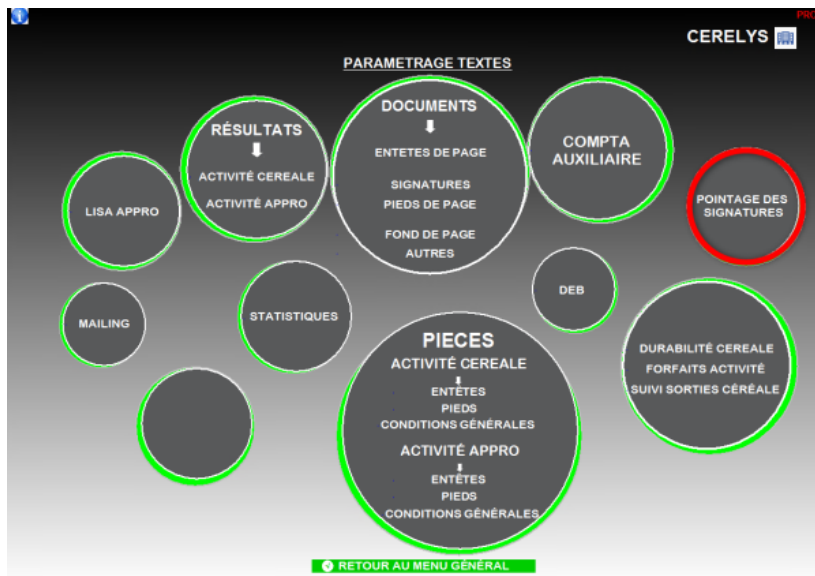 PRO
CERELYS
PARAMETRAGE TEXTES
DOCUMENTS
ENTETES DE PAGE
SIGNATURES
PIEDS DE PAGE
FOND DE PAGE
AUTRES
RÉSULTATS
ACTIVITÉ CEREALE
ACTIVITÉ APPRO
COMPTA
AUXILIAIRE
LISA APPRO
POINTAGE DES
SIGNATURES
MAILING
STATISTIQUES
DEB
PIECES
ACTIVITÉ CEREALE
ENTÊTES
PIEDS
CONDITIONS GÉNÉRALES
ACTIVITÉ APPRO
ENTÊTES
PIEDS
CONDITIONS GÉNÉRALES
DURABILITÉ CEREALE
FORFAITS ACTIVITÉ
SUIVI SORTIES CÉRÉALE
RETOUR AU MENU GÉNÉRAL